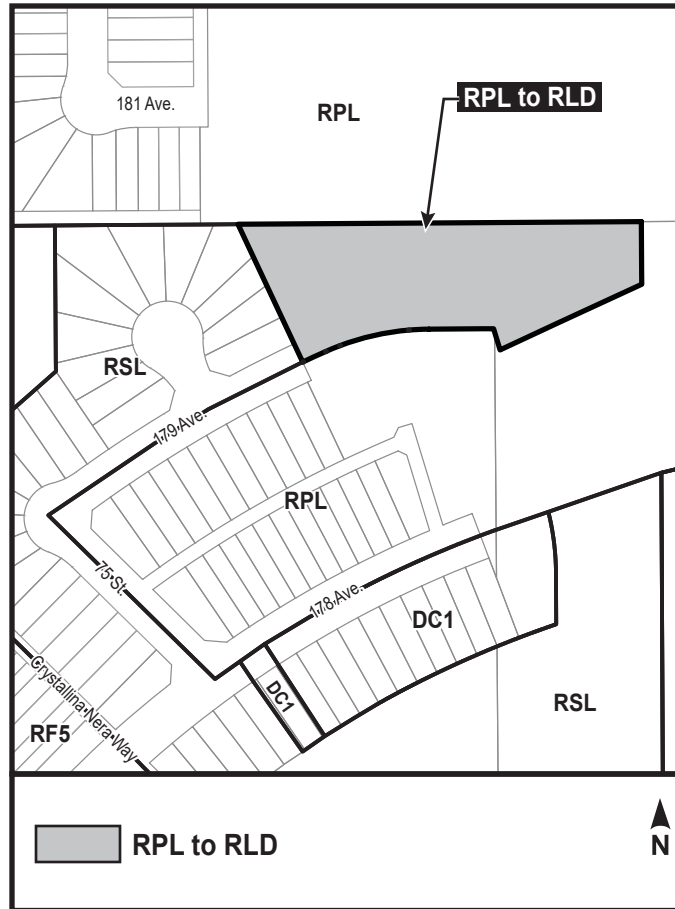 181 Ave.
RPL
RPL to RLD
RSL
179 Ave.
RPL
75 St.
178 Ave.
DC1
DC1
RSL
Crystallina Nera Way
RF5
RPL to RLD
N